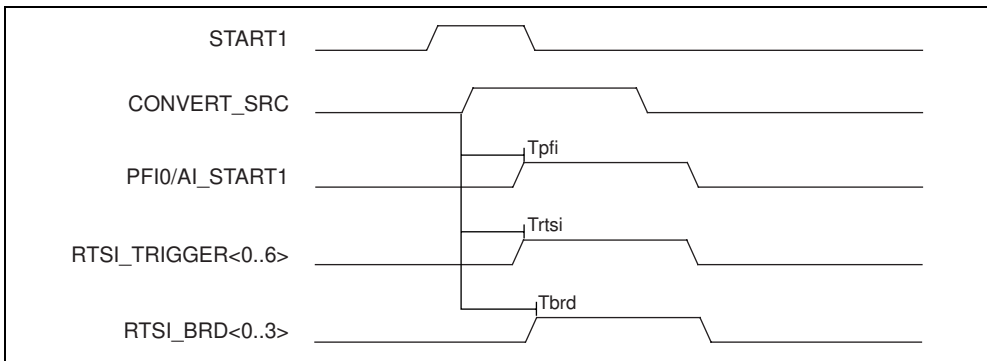 START1
CONVERT_SRC
Tpfi
PFI0/AI_START1
Trtsi
RTSI_TRIGGER<0..6>
Tbrd
RTSI_BRD<0..3>